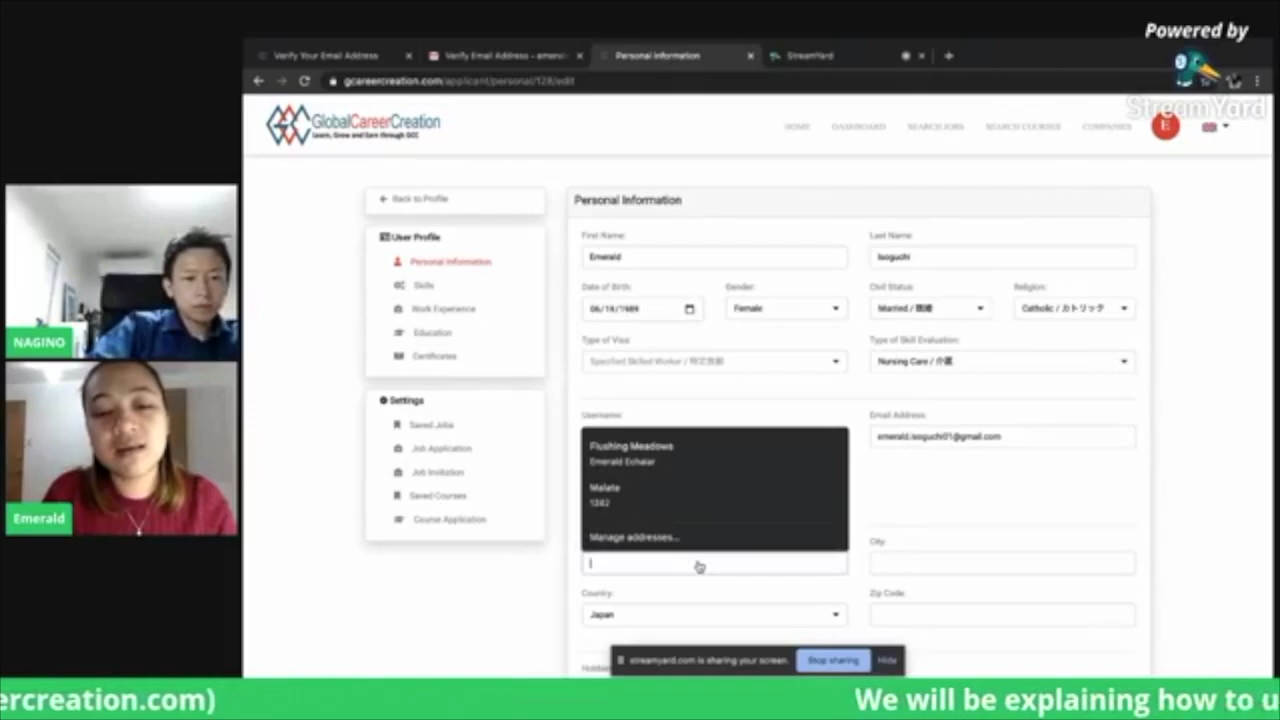 Powered by
StreamYard
Verify Your Email Address
Verify Email Address - emera
Personal Information
StreamYard
gcareercreation.com/applicant/personal/128/edit
GlobalCareerCreation
Learn, Grow and Earn through GCC
HOME
DASHBOARD
SEARCH JOBS
SEARCH COURSES
COMPANIES
E
Back to Profile
User Profile
Personal Information
Skills
Work Experience
Education
Certificates
Settings
Saved Jobs
Job Application
Job Invitation
Saved Courses
Course Application
Personal Information
First Name:
Last Name:
Emerald
Isoguchi
Date of Birth:
Gender:
Civil Status:
Religion:
Female
Married / 既婚
Catholic / カトリック
Type of Visa:
Type of Skill Evaluation:
Specified Skilled Worker / 特定技能
Nursing Care / 介護
Username:
Email Address:
emerald.isoguchi01@gmail.com
Flushing Meadows
Emerald Echalar
Malate
1282
Manage addresses...
City:
Country:
Zip Code:
Japan
streamyard.com is sharing your screen.
Stop sharing
Hide
NAGINO
Emerald
ercreation.com)
We will be explaining how to u